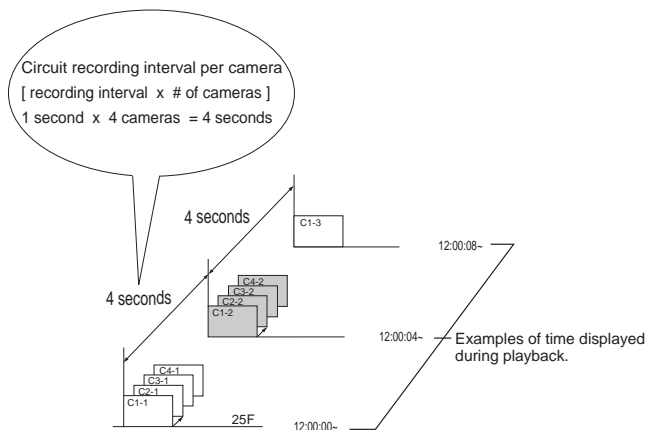 Circuit recording interval per camera
[ recording interval x # of cameras ]
1 second x 4 cameras = 4 seconds
4 seconds
C1-3
12:00:08~
4 seconds
C4-2
C3-2
C2-2
C1-2
12:00:04~
Examples of time displayed
during playback.
C4-1
C3-1
C2-1
C1-1
25F
12:00:00~